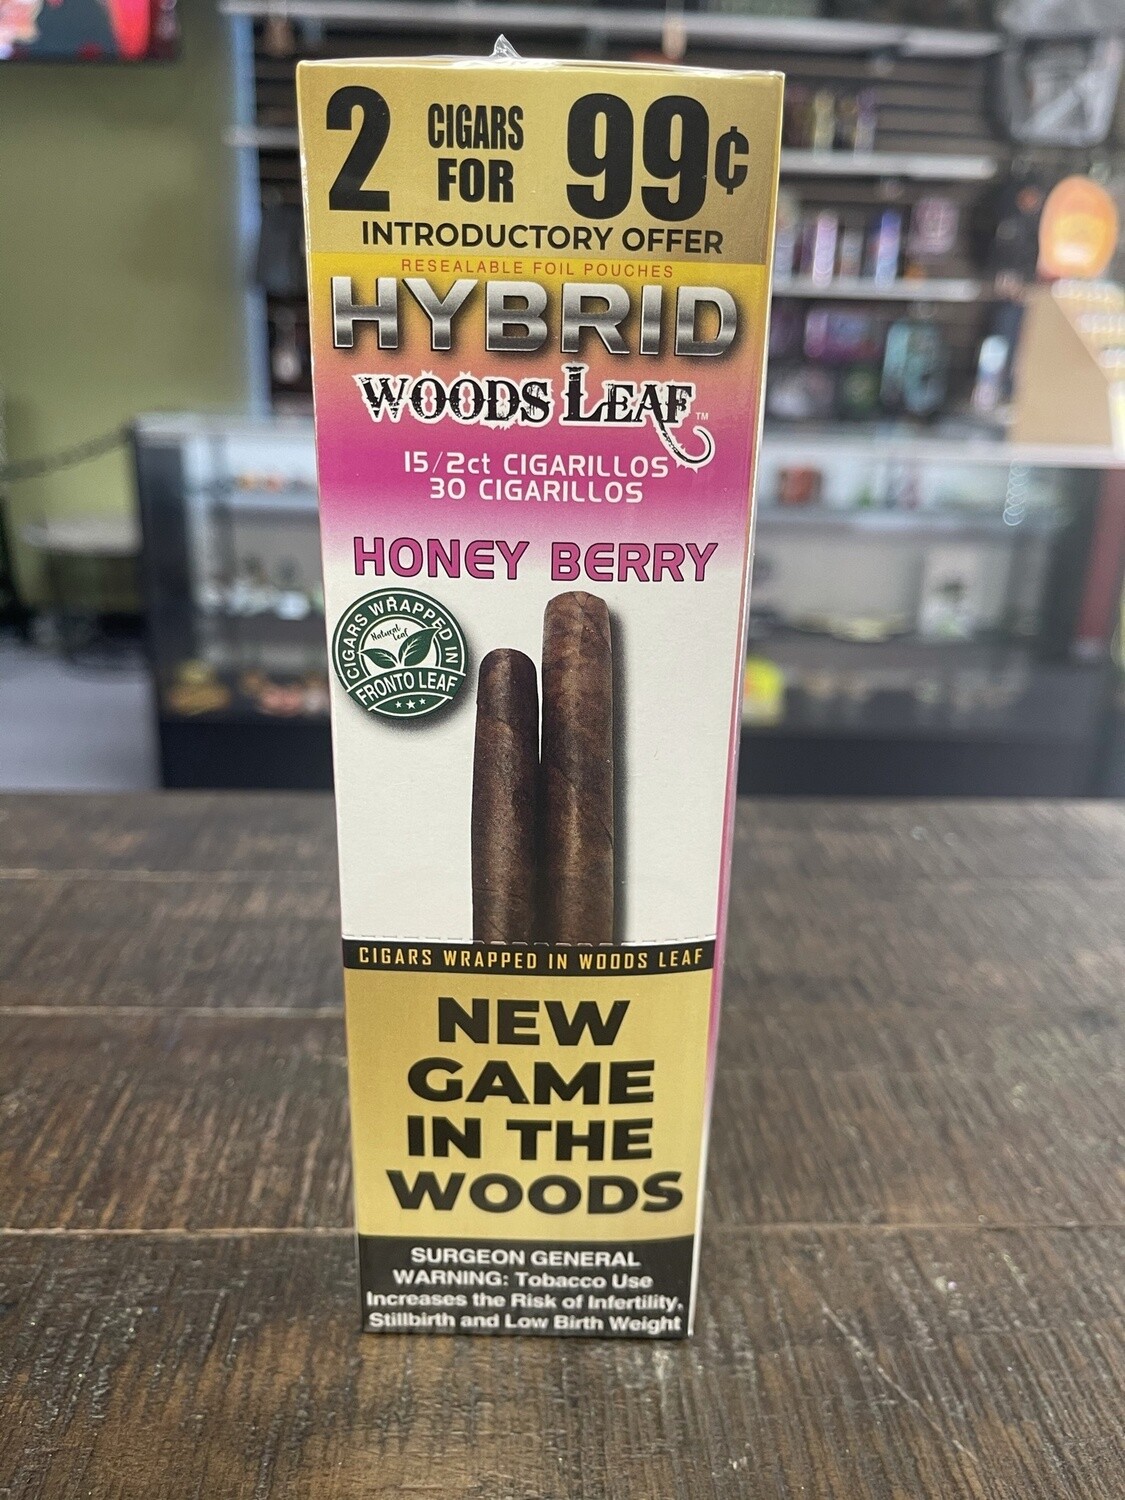 2 CIGARS FOR 99¢
INTRODUCTORY OFFER
RESEALABLE FOIL POUCHES
HYBRID
WOODS LEAF™
15/2ct CIGARILLOS
30 CIGARILLOS
HONEY BERRY
CIGARS WRAPPED IN
Natural
Leaf
FRONTO LEAF
CIGARS WRAPPED IN WOODS LEAF
NEW
GAME
IN THE
WOODS
SURGEON GENERAL
WARNING: Tobacco Use
Increases the Risk of Infertility,
Stillbirth and Low Birth Weight